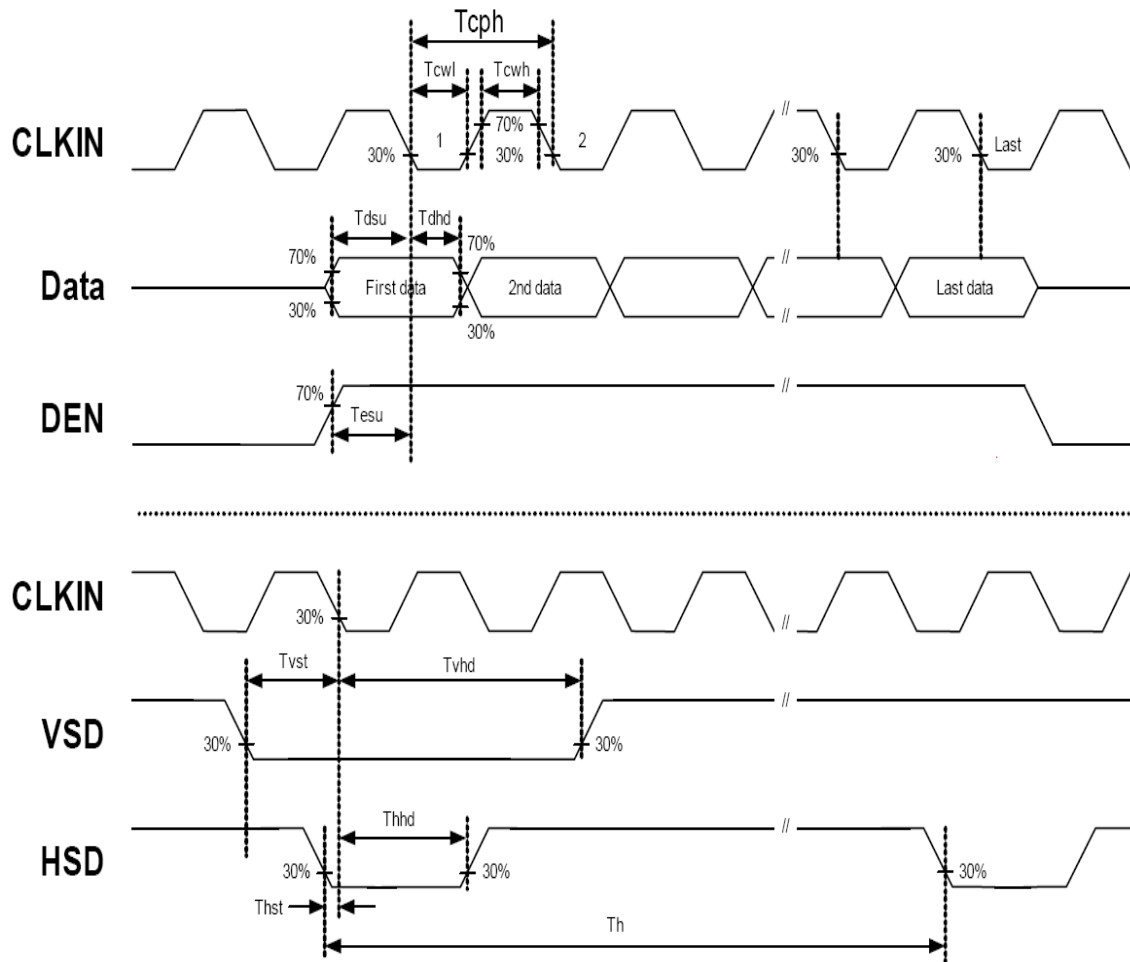 Tcph
Tcwl Tcwh
CLKIN 30% 1 70% 30% 2 // 30% 30% Last
Tdsu Tdhd
70% 70%
Data First data 2nd data // Last data
30% 30%
DEN 70% //
Tesu
CLKIN 30% //
Tvst Tvhd
VSD 30% 30% //
Thhd
HSD 30% 30% // 30%
Thst
Th